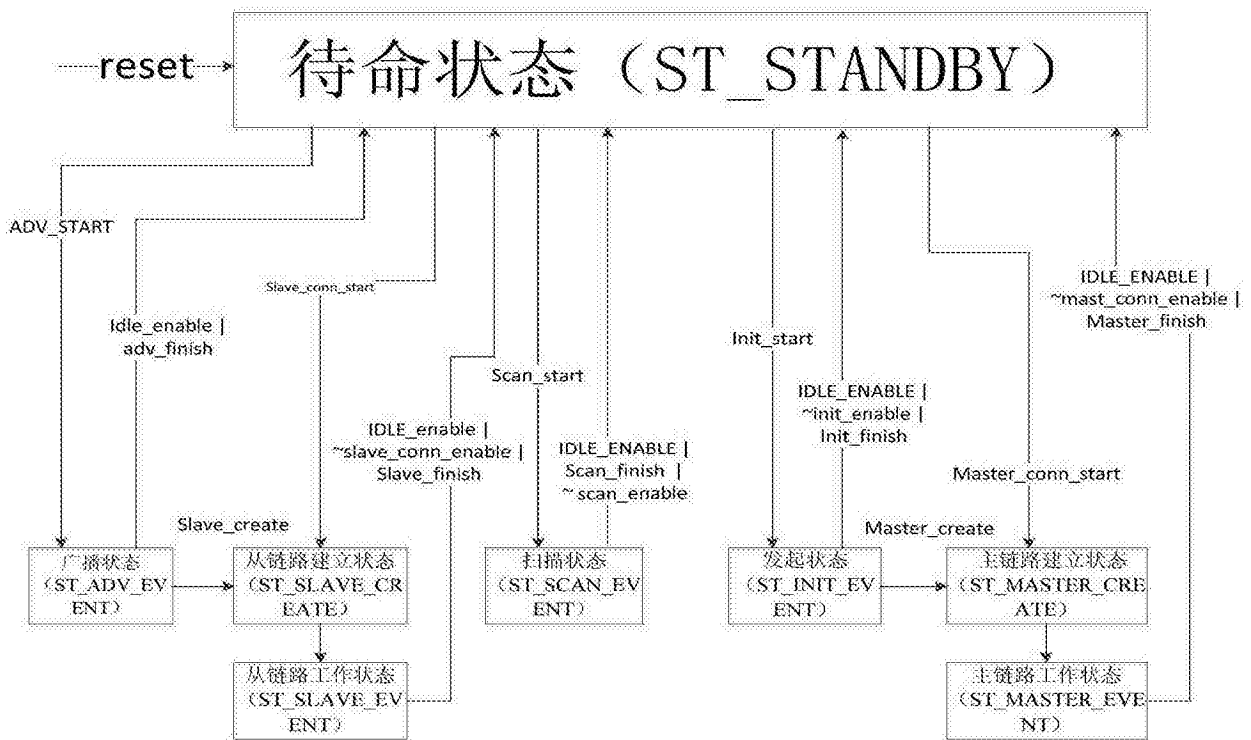 reset
待命状态（ST_STANDBY）
ADV_START
Idle_enable |
adv_finish
Slave_conn_start
IDLE_enable |
~slave_conn_enable |
Slave_finish
Scan_start
IDLE_ENABLE |
Scan_finish |
~ scan_enable
Init_start
IDLE_ENABLE |
~init_enable |
Init_finish
Master_conn_start
IDLE_ENABLE |
~mast_conn_enable |
Master_finish
Slave_create
Master_create
广播状态
（ST_ADV_EV
ENT）
从链路建立状态
（ST_SLAVE_CR
EATE）
扫描状态
（ST_SCAN_EV
ENT）
发起状态
（ST_INIT_EV
ENT）
主链路建立状态
（ST_MASTER_CRE
ATE）
从链路工作状态
（ST_SLAVE_EV
ENT）
主链路工作状态
（ST_MASTER_EVE
NT）